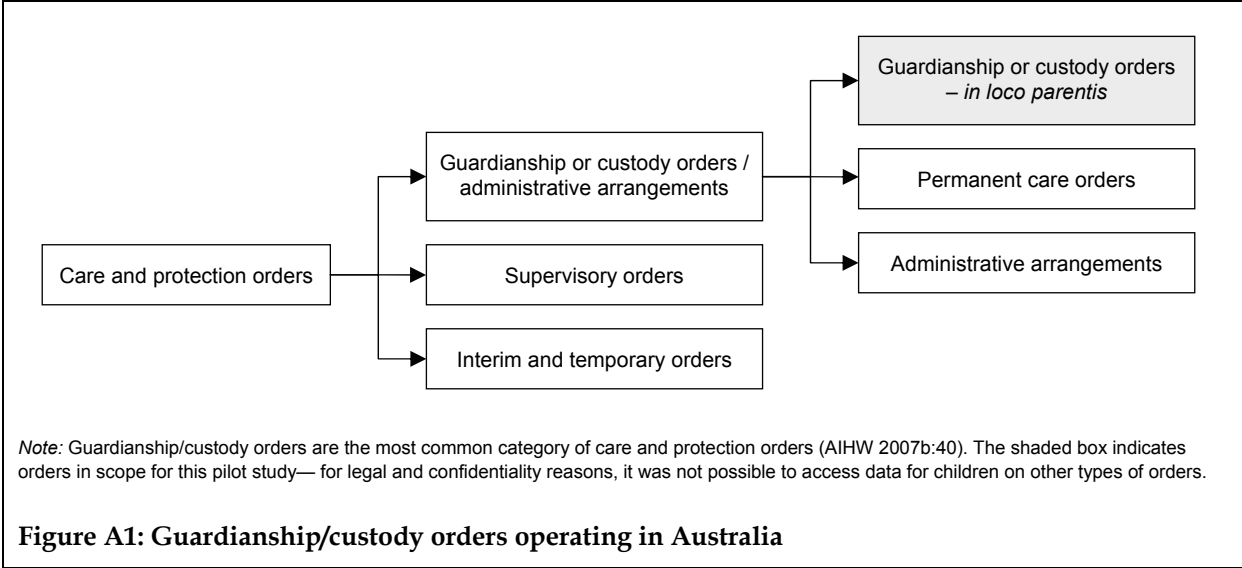 Guardianship or custody orders
– in loco parentis
Guardianship or custody orders /
administrative arrangements
Permanent care orders
Care and protection orders
Supervisory orders
Administrative arrangements
Interim and temporary orders
Note: Guardianship/custody orders are the most common category of care and protection orders (AIHW 2007b:40). The shaded box indicates
orders in scope for this pilot study— for legal and confidentiality reasons, it was not possible to access data for children on other types of orders.
Figure A1: Guardianship/custody orders operating in Australia